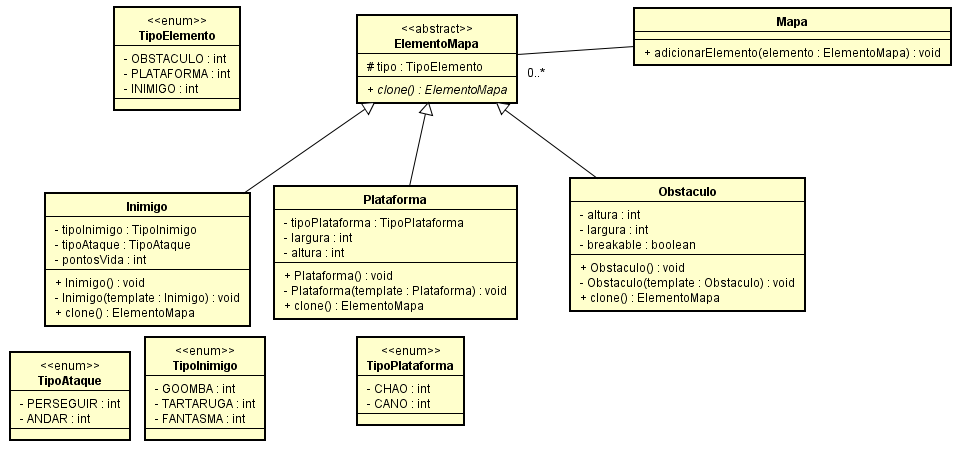 <<enum>>
TipoElemento
- OBSTACULO : int
- PLATAFORMA : int
- INIMIGO : int
<<abstract>>
ElementoMapa
# tipo : TipoElemento
+ clone() : ElementoMapa
0..*
Mapa
+ adicionarElemento(elemento : ElementoMapa) : void
Inimigo
- tipoInimigo : TipoInimigo
- tipoAtaque : TipoAtaque
- pontosVida : int
+ Inimigo() : void
- Inimigo(template : Inimigo) : void
+ clone() : ElementoMapa
Plataforma
- tipoPlataforma : TipoPlataforma
- largura : int
- altura : int
+ Plataforma() : void
- Plataforma(template : Plataforma) : void
+ clone() : ElementoMapa
Obstaculo
- altura : int
- largura : int
- breakable : boolean
+ Obstaculo() : void
- Obstaculo(template : Obstaculo) : void
+ clone() : ElementoMapa
<<enum>>
TipoAtaque
- PERSEGUIR : int
- ANDAR : int
<<enum>>
TipoInimigo
- GOOMBA : int
- TARTARUGA : int
- FANTASMA : int
<<enum>>
TipoPlataforma
- CHAO : int
- CANO : int